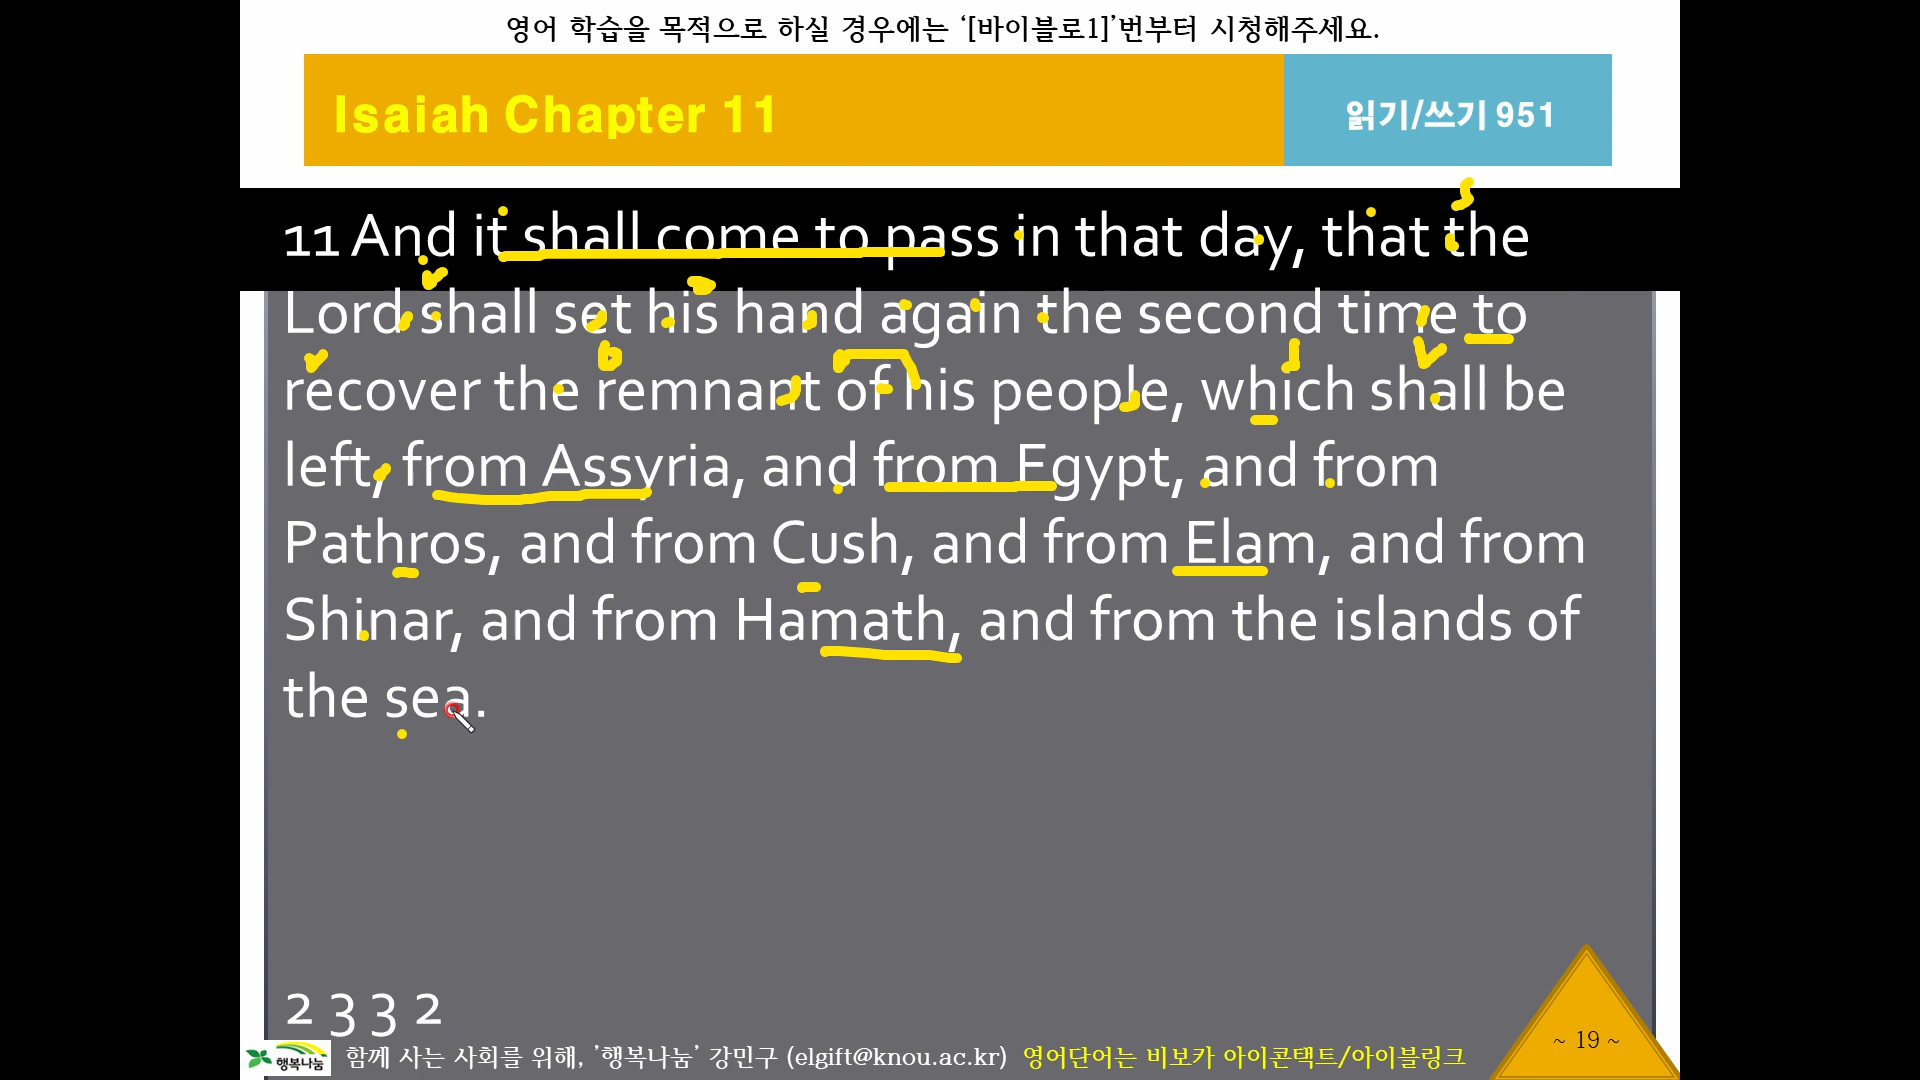 영어 학습을 목적으로 하실 경우에는 ‘[바이블로1]’번부터 시청해주세요.
Isaiah Chapter 11
읽기/쓰기 951
11 And it shall come to pass in that day, that the
Lord shall set his hand again the second time to
recover the remnant of his people, which shall be
left, from Assyria, and from Egypt, and from
Pathros, and from Cush, and from Elam, and from
Shinar, and from Hamath, and from the islands of
the sea.
2 3 3 2
~ 19 ~
행복나눔 함께 사는 사회를 위해, ’행복나눔’ 강민구 (elgift@knou.ac.kr) 영어단어는 비보카 아이콘택트/아이블링크